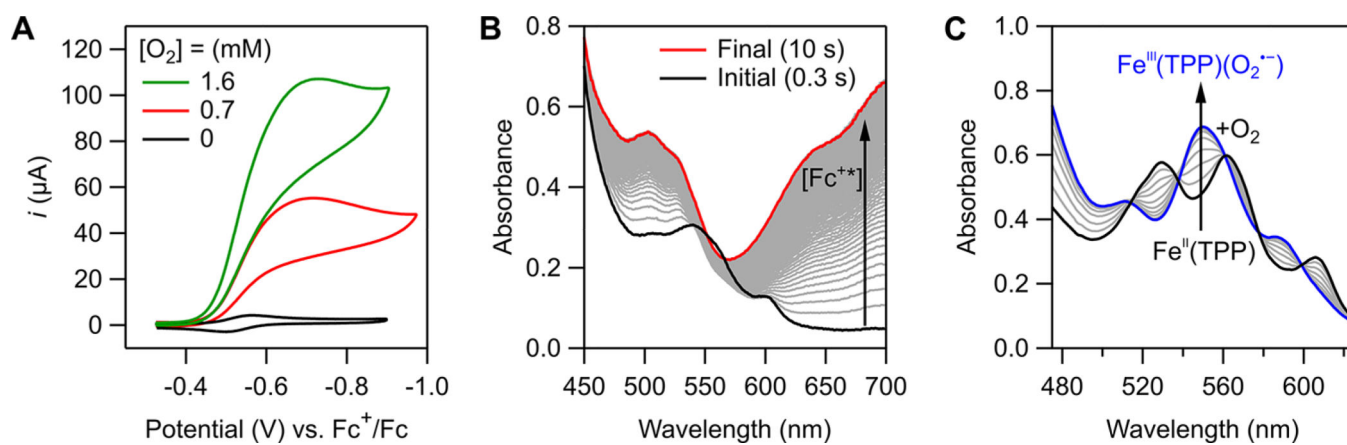 A
[O₂] = (mM)
1.6
0.7
0
120
100
80
60
40
20
0
i (µA)
-0.4
-0.6
-0.8
-1.0
Potential (V) vs. Fc⁺/Fc
B
Final (10 s)
Initial (0.3 s)
[Fc⁺*]
0.8
0.6
0.4
0.2
0.0
Absorbance
450
500
550
600
650
700
Wavelength (nm)
C
Feᴵᴵᴵ(TPP)(O₂•⁻)
+O₂
Feᴵᴵ(TPP)
1.0
0.8
0.6
0.4
0.2
0.0
Absorbance
480
520
560
600
Wavelength (nm)